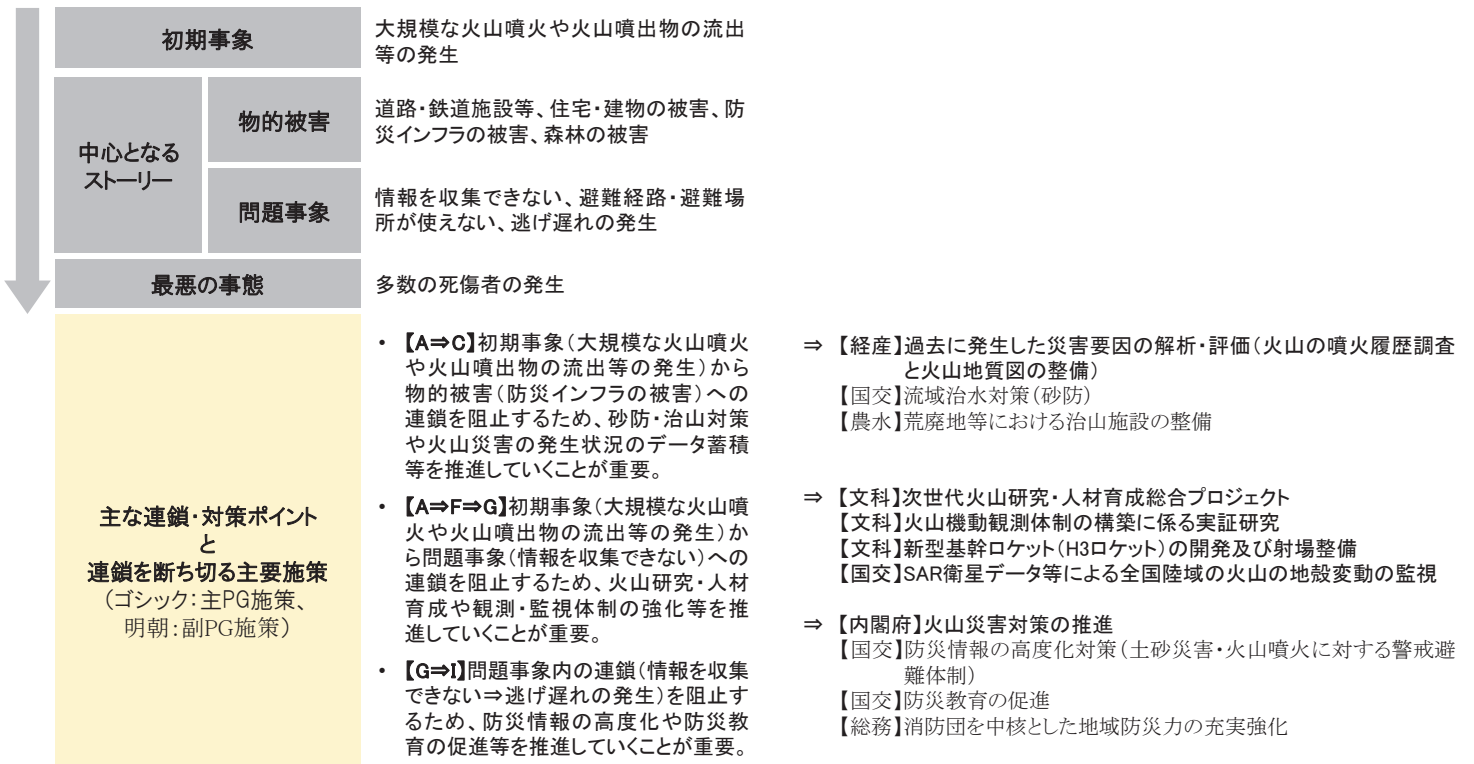 初期事象
大規模な火山噴火や火山噴出物の流出
等の発生
中心となる
ストーリー
物的被害
道路・鉄道施設等、住宅・建物の被害、防
災インフラの被害、森林の被害
問題事象
情報を収集できない、避難経路・避難場
所が使えない、逃げ遅れの発生
最悪の事態
多数の死傷者の発生
主な連鎖・対策ポイント
と
連鎖を断ち切る主要施策
（ゴシック：主PG施策、
明朝：副PG施策）
・ 【A⇒C】初期事象（大規模な火山噴火
や火山噴出物の流出等の発生）から
物的被害（防災インフラの被害）への
連鎖を阻止するため、砂防・治山対策
や火山災害の発生状況のデータ蓄積
等を推進していくことが重要。
・ 【A⇒F⇒G】初期事象（大規模な火山噴
火や火山噴出物の流出等の発生）か
ら問題事象（情報を収集できない）への
連鎖を阻止するため、火山研究・人材
育成や観測・監視体制の強化等を推
進していくことが重要。
・ 【G⇒I】問題事象内の連鎖（情報を収集
できない⇒逃げ遅れの発生）を阻止す
るため、防災情報の高度化や防災教
育の促進等を推進していくことが重要。
⇒ 【経産】過去に発生した災害要因の解析・評価（火山の噴火履歴調査
と火山地質図の整備）
【国交】流域治水対策（砂防）
【農水】荒廃地等における治山施設の整備
⇒ 【文科】次世代火山研究・人材育成総合プロジェクト
【文科】火山機動観測体制の構築に係る実証研究
【文科】新型基幹ロケット（H3ロケット）の開発及び射場整備
【国交】SAR衛星データ等による全国陸域の火山の地殻変動の監視
⇒ 【内閣府】火山災害対策の推進
【国交】防災情報の高度化対策（土砂災害・火山噴火に対する警戒避
難体制）
【国交】防災教育の促進
【総務】消防団を中核とした地域防災力の充実強化